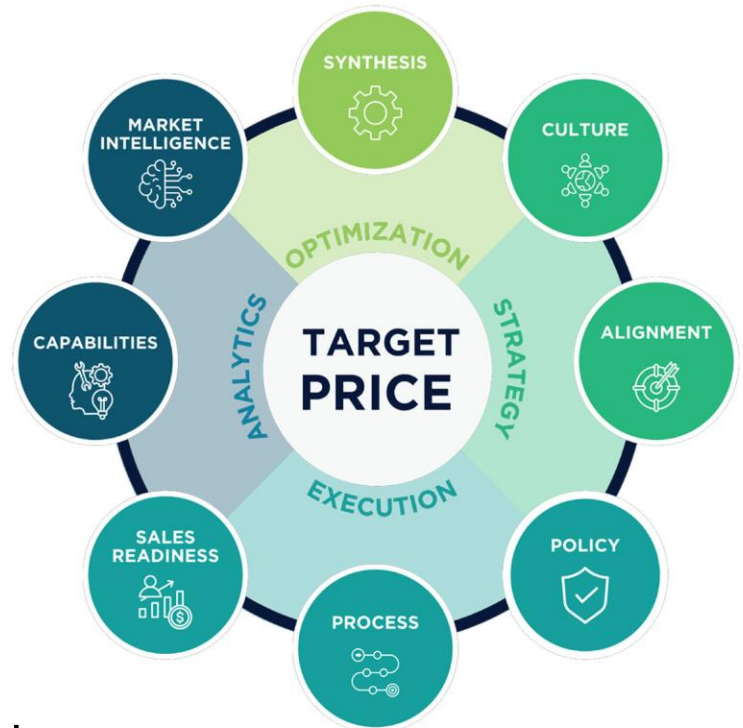 SYNTHESIS
MARKET
INTELLIGENCE
CULTURE
OPTIMIZATION
ANALYTICS
STRATEGY
TARGET
PRICE
CAPABILITIES
ALIGNMENT
EXECUTION
SALES
READINESS
POLICY
PROCESS